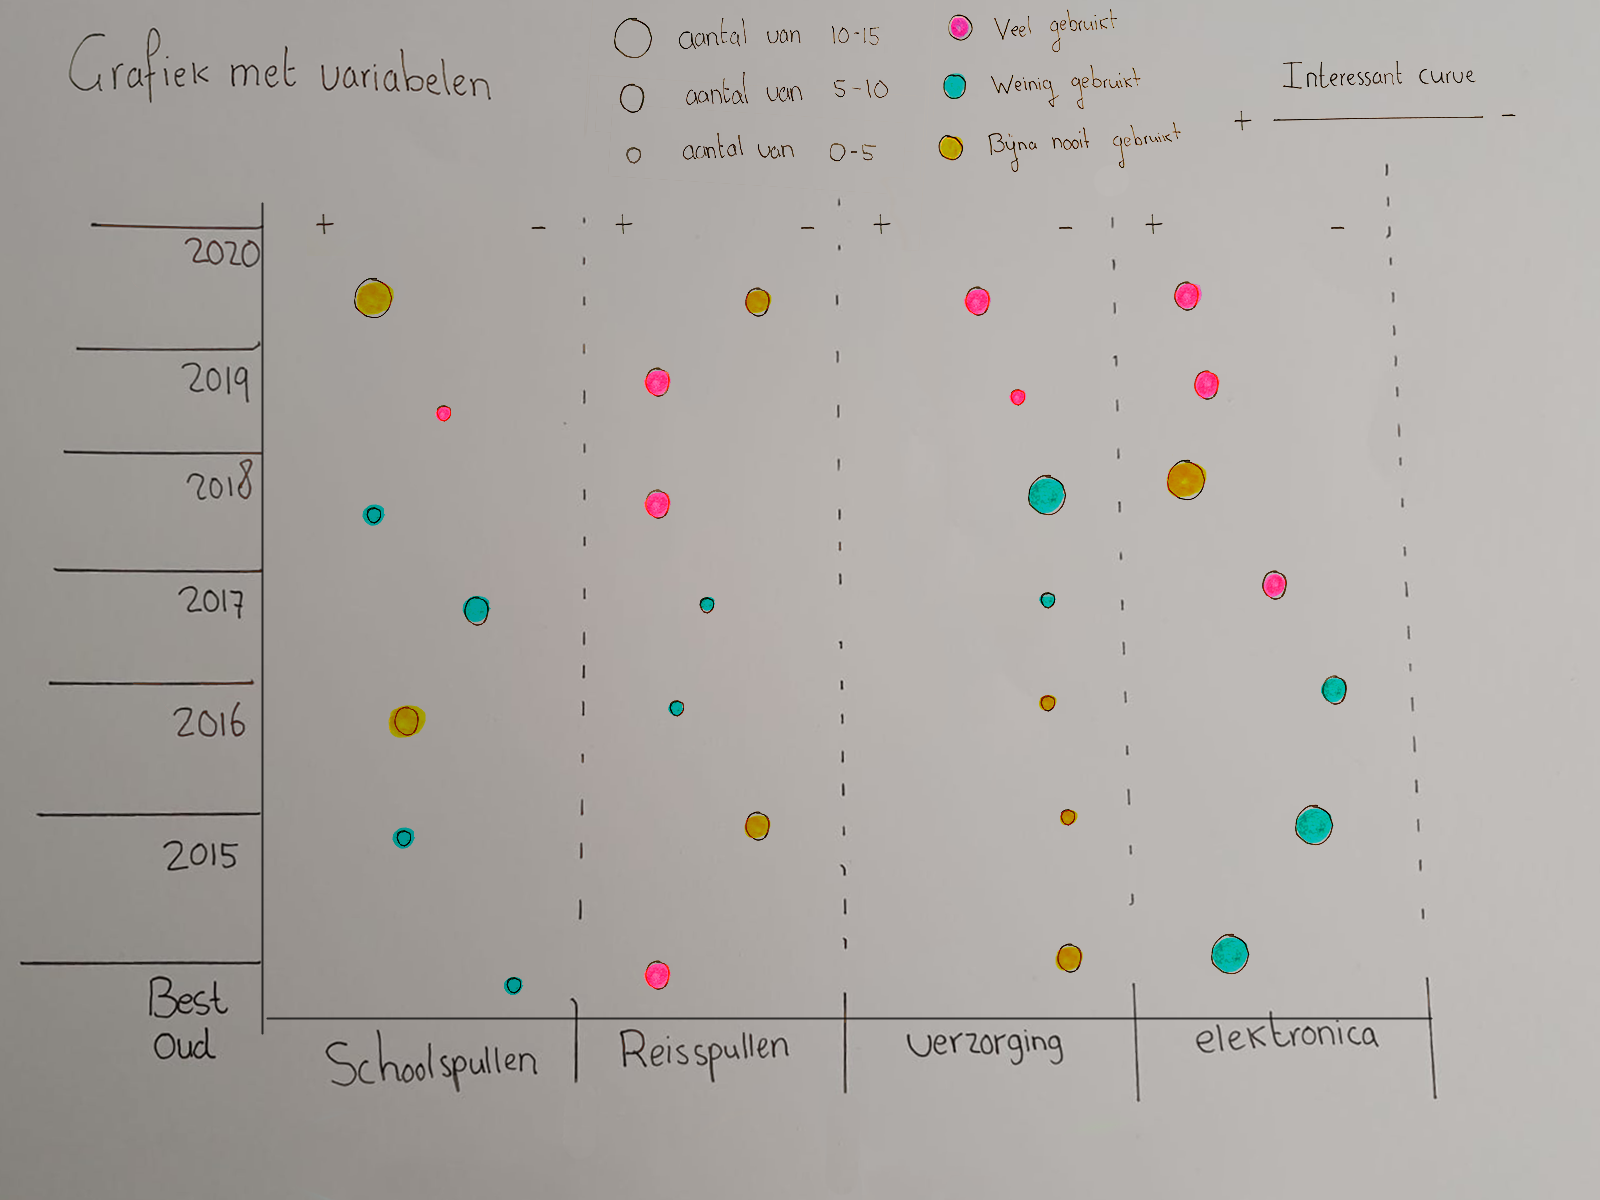 Grafiek met variabelen
aantal van 10-15
aantal van 5-10
aantal van 0-5
Veel gebruikt
Weinig gebruikt
Bijna nooit gebruikt
Interessant curve
+ -
+ - + - + - + -
2020
2019
2018
2017
2016
2015
Best
Oud
Schoolspullen
Reisspullen
verzorging
elektronica